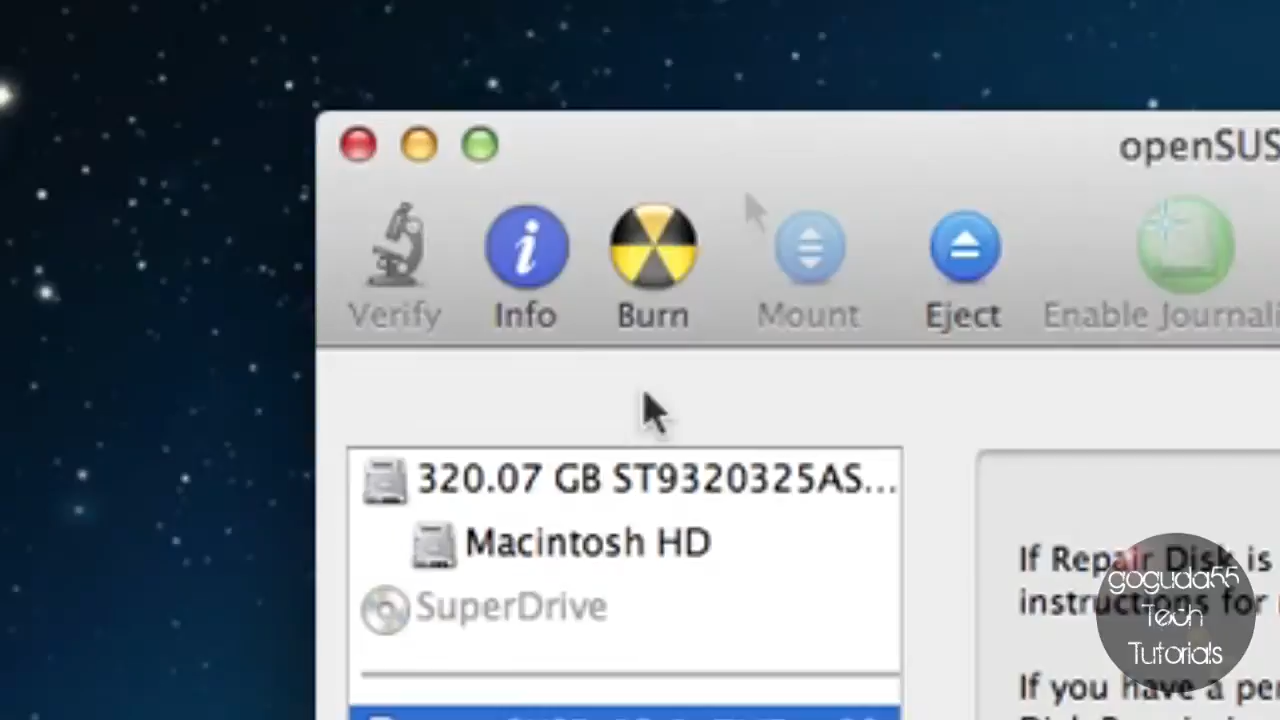 openSUS
Verify Info Burn Mount Eject Enable Journali
320.07 GB ST9320325AS...
Macintosh HD
SuperDrive
If Repair Disk is
instructions for
If you have a per
goguda55
Tech
Tutorials